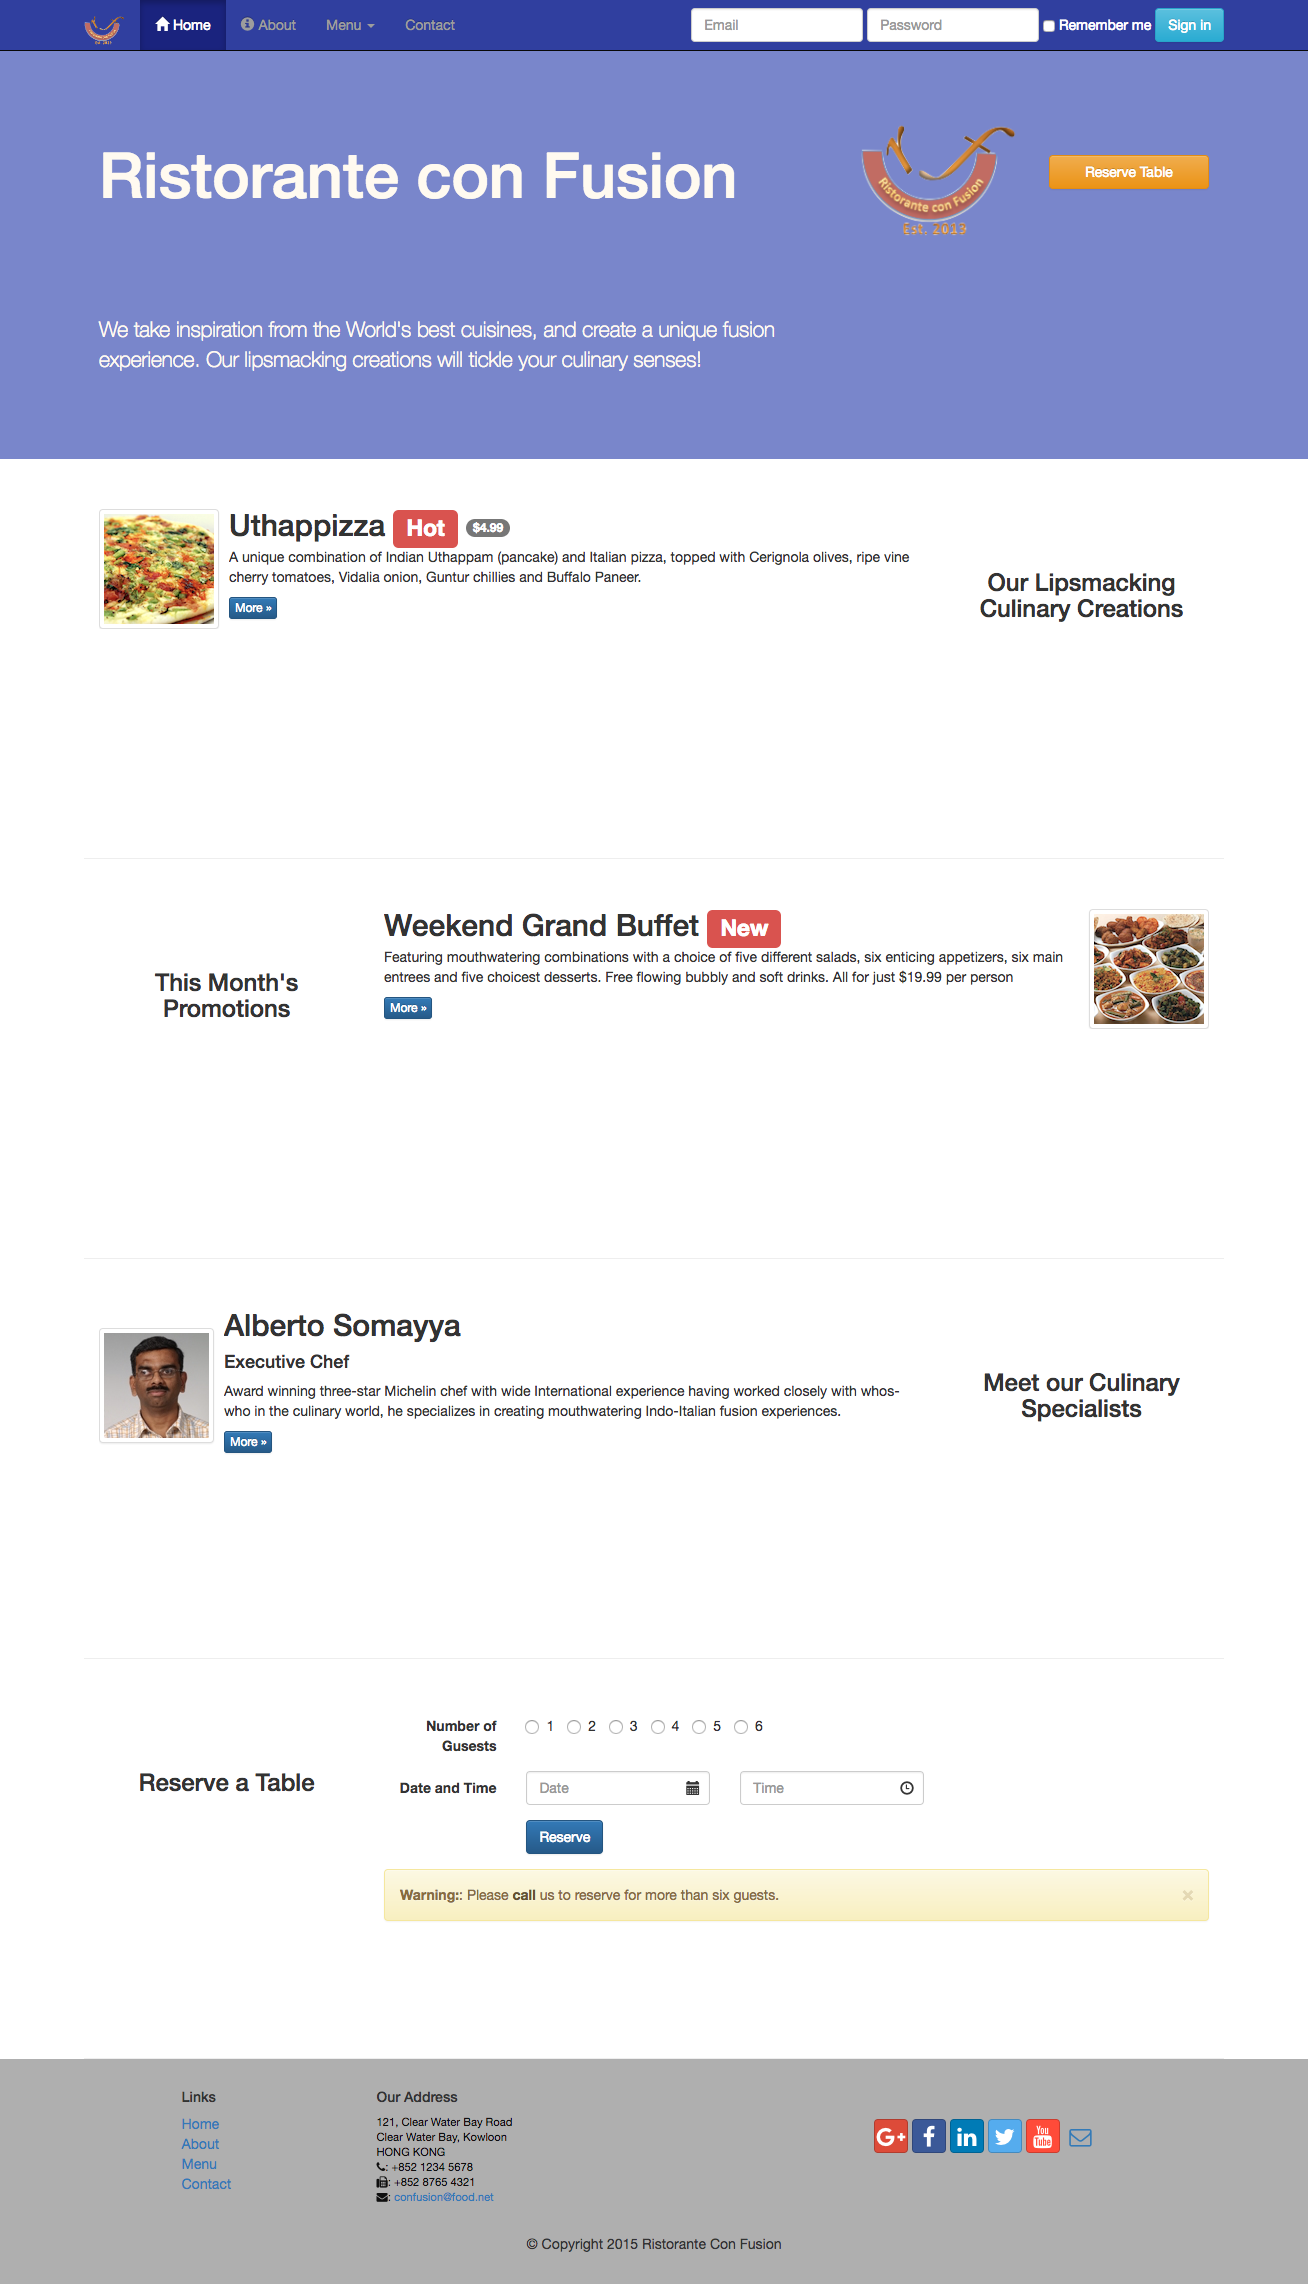 Est. 2015
Home
About
Menu
Contact
Email
Password
Remember me
Sign in
Ristorante con Fusion
Ristorante con Fusion
Est. 2015
Reserve Table
We take inspiration from the World's best cuisines, and create a unique fusion
experience. Our lipsmacking creations will tickle your culinary senses!
Uthappizza Hot $4.99
A unique combination of Indian Uthappam (pancake) and Italian pizza, topped with Cerignola olives, ripe vine
cherry tomatoes, Vidalia onion, Guntur chillies and Buffalo Paneer.
More »
Our Lipsmacking
Culinary Creations
This Month's
Promotions
Weekend Grand Buffet New
Featuring mouthwatering combinations with a choice of five different salads, six enticing appetizers, six main
entrees and five choicest desserts. Free flowing bubbly and soft drinks. All for just $19.99 per person
More »
Alberto Somayya
Executive Chef
Award winning three-star Michelin chef with wide International experience having worked closely with whos-
who in the culinary world, he specializes in creating mouthwatering Indo-Italian fusion experiences.
More »
Meet our Culinary
Specialists
Reserve a Table
Number of
Gusests
1 2 3 4 5 6
Date and Time
Date
Time
Reserve
Warning:: Please call us to reserve for more than six guests. ×
Links
Home
About
Menu
Contact
Our Address
121, Clear Water Bay Road
Clear Water Bay, Kowloon
HONG KONG
: +852 1234 5678
: +852 8765 4321
: confusion@food.net
G+ f in You Tube
© Copyright 2015 Ristorante Con Fusion